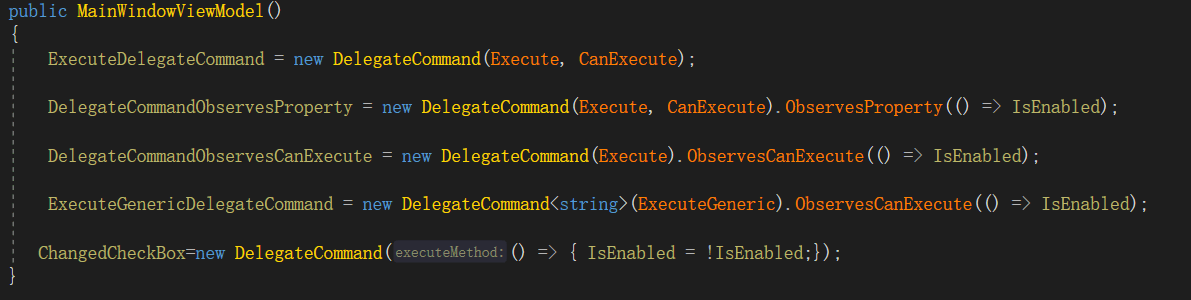 public MainWindowViewModel()
{
ExecuteDelegateCommand = new DelegateCommand(Execute, CanExecute);
DelegateCommandObservesProperty = new DelegateCommand(Execute, CanExecute).ObservesProperty(() => IsEnabled);
DelegateCommandObservesCanExecute = new DelegateCommand(Execute).ObservesCanExecute(() => IsEnabled);
ExecuteGenericDelegateCommand = new DelegateCommand<string>(ExecuteGeneric).ObservesCanExecute(() => IsEnabled);
ChangedCheckBox=new DelegateCommand(executeMethod:() => { IsEnabled = !IsEnabled;});
}